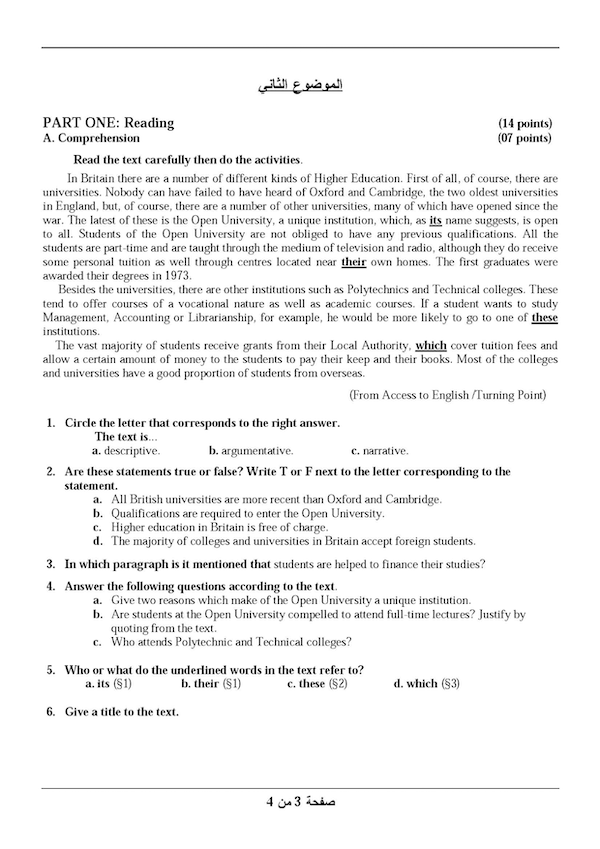 الموضوع الثاني
PART ONE: Reading (14 points)
A. Comprehension (07 points)
Read the text carefully then do the activities.
In Britain there are a number of different kinds of Higher Education. First of all, of course, there are
universities. Nobody can have failed to have heard of Oxford and Cambridge, the two oldest universities
in England, but, of course, there are a number of other universities, many of which have opened since the
war. The latest of these is the Open University, a unique institution, which, as its name suggests, is open
to all. Students of the Open University are not obliged to have any previous qualifications. All the
students are part-time and are taught through the medium of television and radio, although they do receive
some personal tuition as well through centres located near their own homes. The first graduates were
awarded their degrees in 1973.
Besides the universities, there are other institutions such as Polytechnics and Technical colleges. These
tend to offer courses of a vocational nature as well as academic courses. If a student wants to study
Management, Accounting or Librarianship, for example, he would be more likely to go to one of these
institutions.
The vast majority of students receive grants from their Local Authority, which cover tuition fees and
allow a certain amount of money to the students to pay their keep and their books. Most of the colleges
and universities have a good proportion of students from overseas.
(From Access to English /Turning Point)
1. Circle the letter that corresponds to the right answer.
The text is...
a. descriptive. b. argumentative. c. narrative.
2. Are these statements true or false? Write T or F next to the letter corresponding to the
statement.
a. All British universities are more recent than Oxford and Cambridge.
b. Qualifications are required to enter the Open University.
c. Higher education in Britain is free of charge.
d. The majority of colleges and universities in Britain accept foreign students.
3. In which paragraph is it mentioned that students are helped to finance their studies?
4. Answer the following questions according to the text.
a. Give two reasons which make of the Open University a unique institution.
b. Are students at the Open University compelled to attend full-time lectures? Justify by
quoting from the text.
c. Who attends Polytechnic and Technical colleges?
5. Who or what do the underlined words in the text refer to?
a. its (§1) b. their (§1) c. these (§2) d. which (§3)
6. Give a title to the text.
صفحة 3 من 4